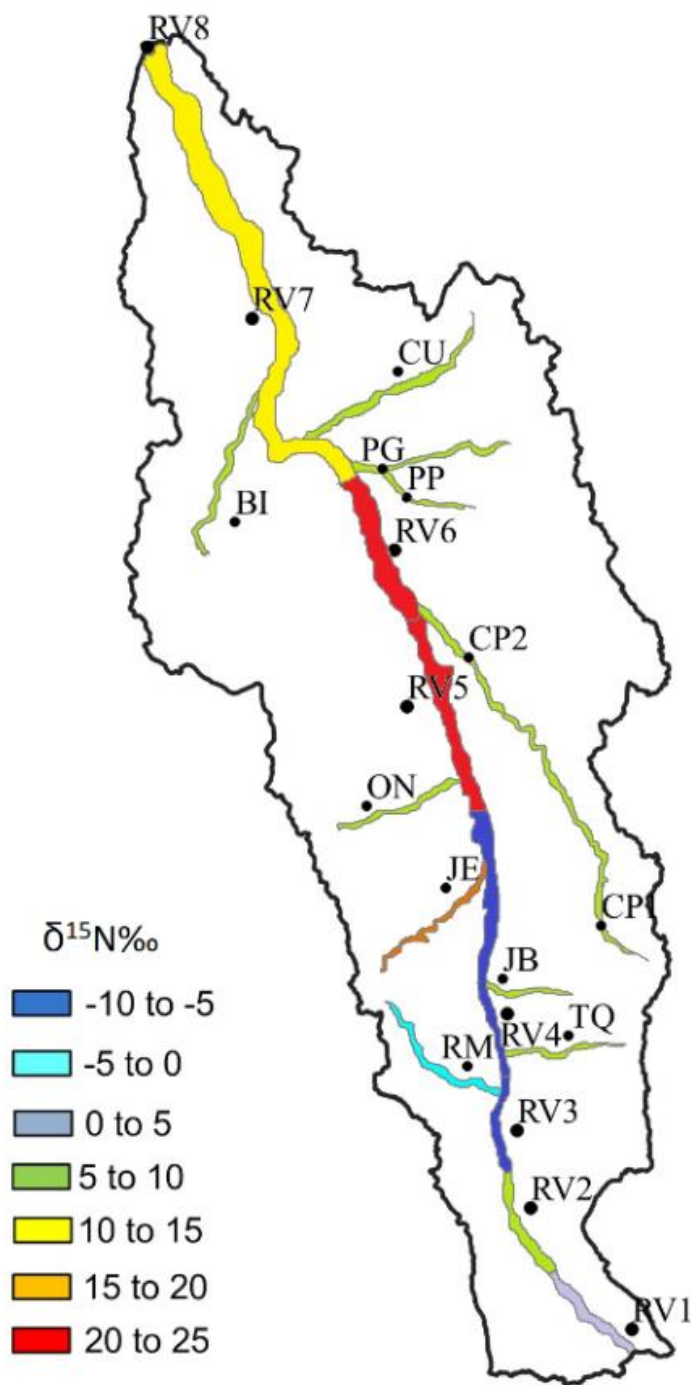 RV8
RV7
CU
PG
PP
BI
RV6
CP2
RV5
ON
JE
CP1
JB
RV4
TQ
RM
RV3
RV2
RV1
δ¹⁵N‰
-10 to -5
-5 to 0
0 to 5
5 to 10
10 to 15
15 to 20
20 to 25